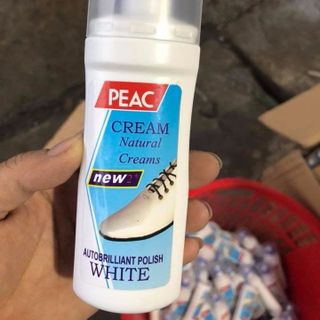 PEAC
CREAM
Natural
Creams
new
AUTOBRILLIANT POLISH
WHITE